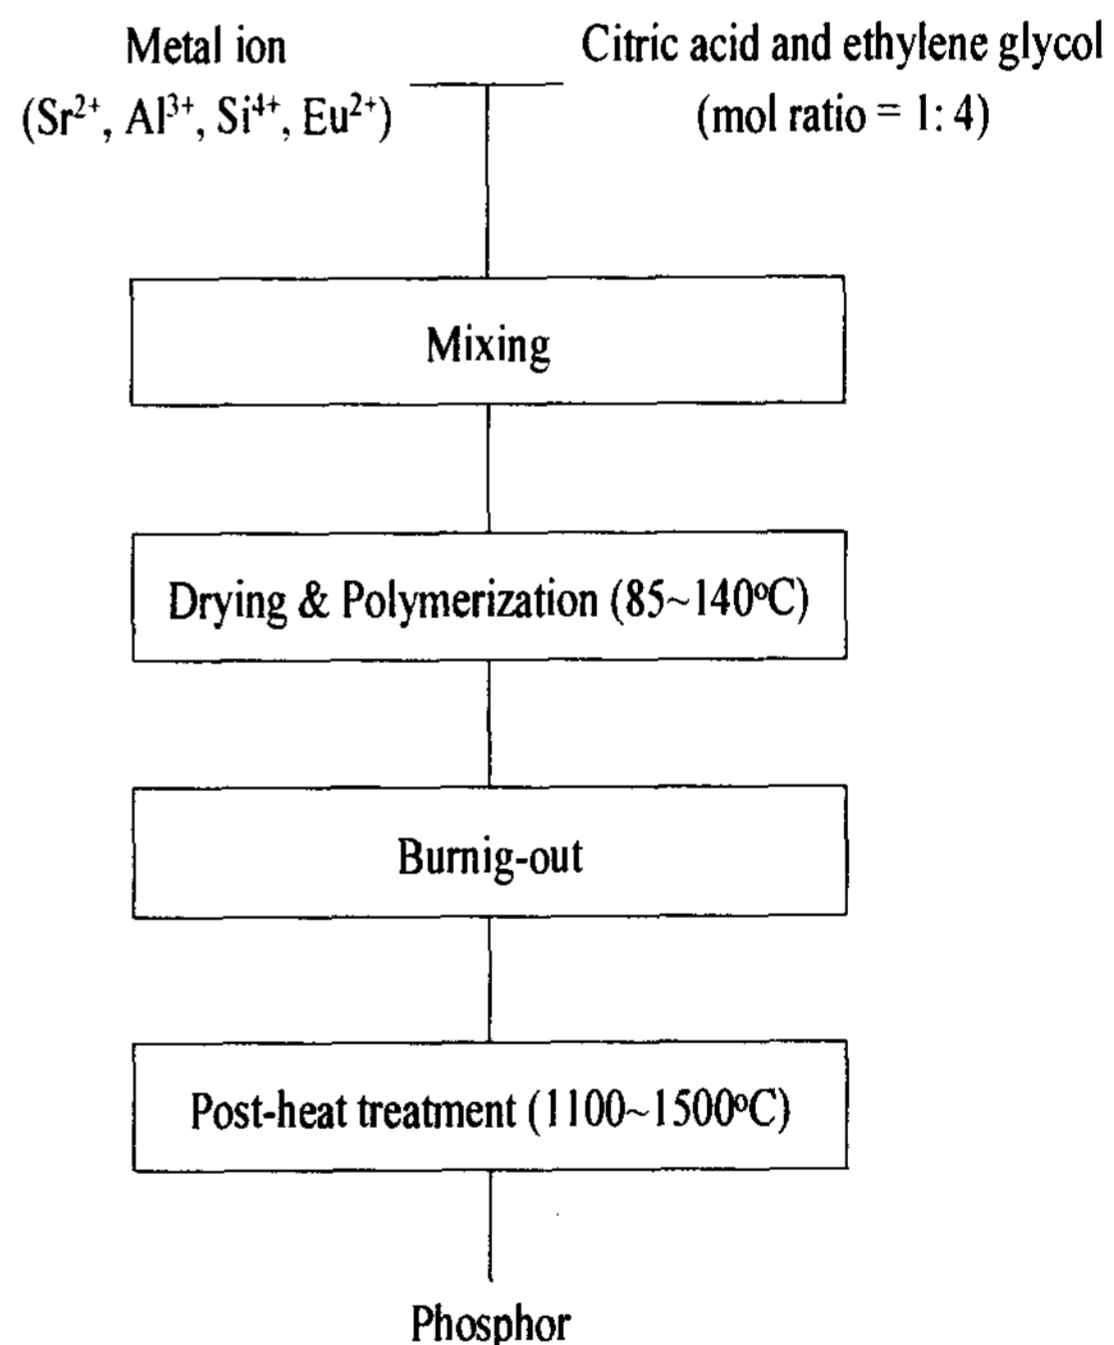 Metal ion
(Sr²⁺, Al³⁺, Si⁴⁺, Eu²⁺)
Citric acid and ethylene glycol
(mol ratio = 1: 4)
Mixing
Drying & Polymerization (85~140°C)
Burnig-out
Post-heat treatment (1100~1500°C)
Phosphor